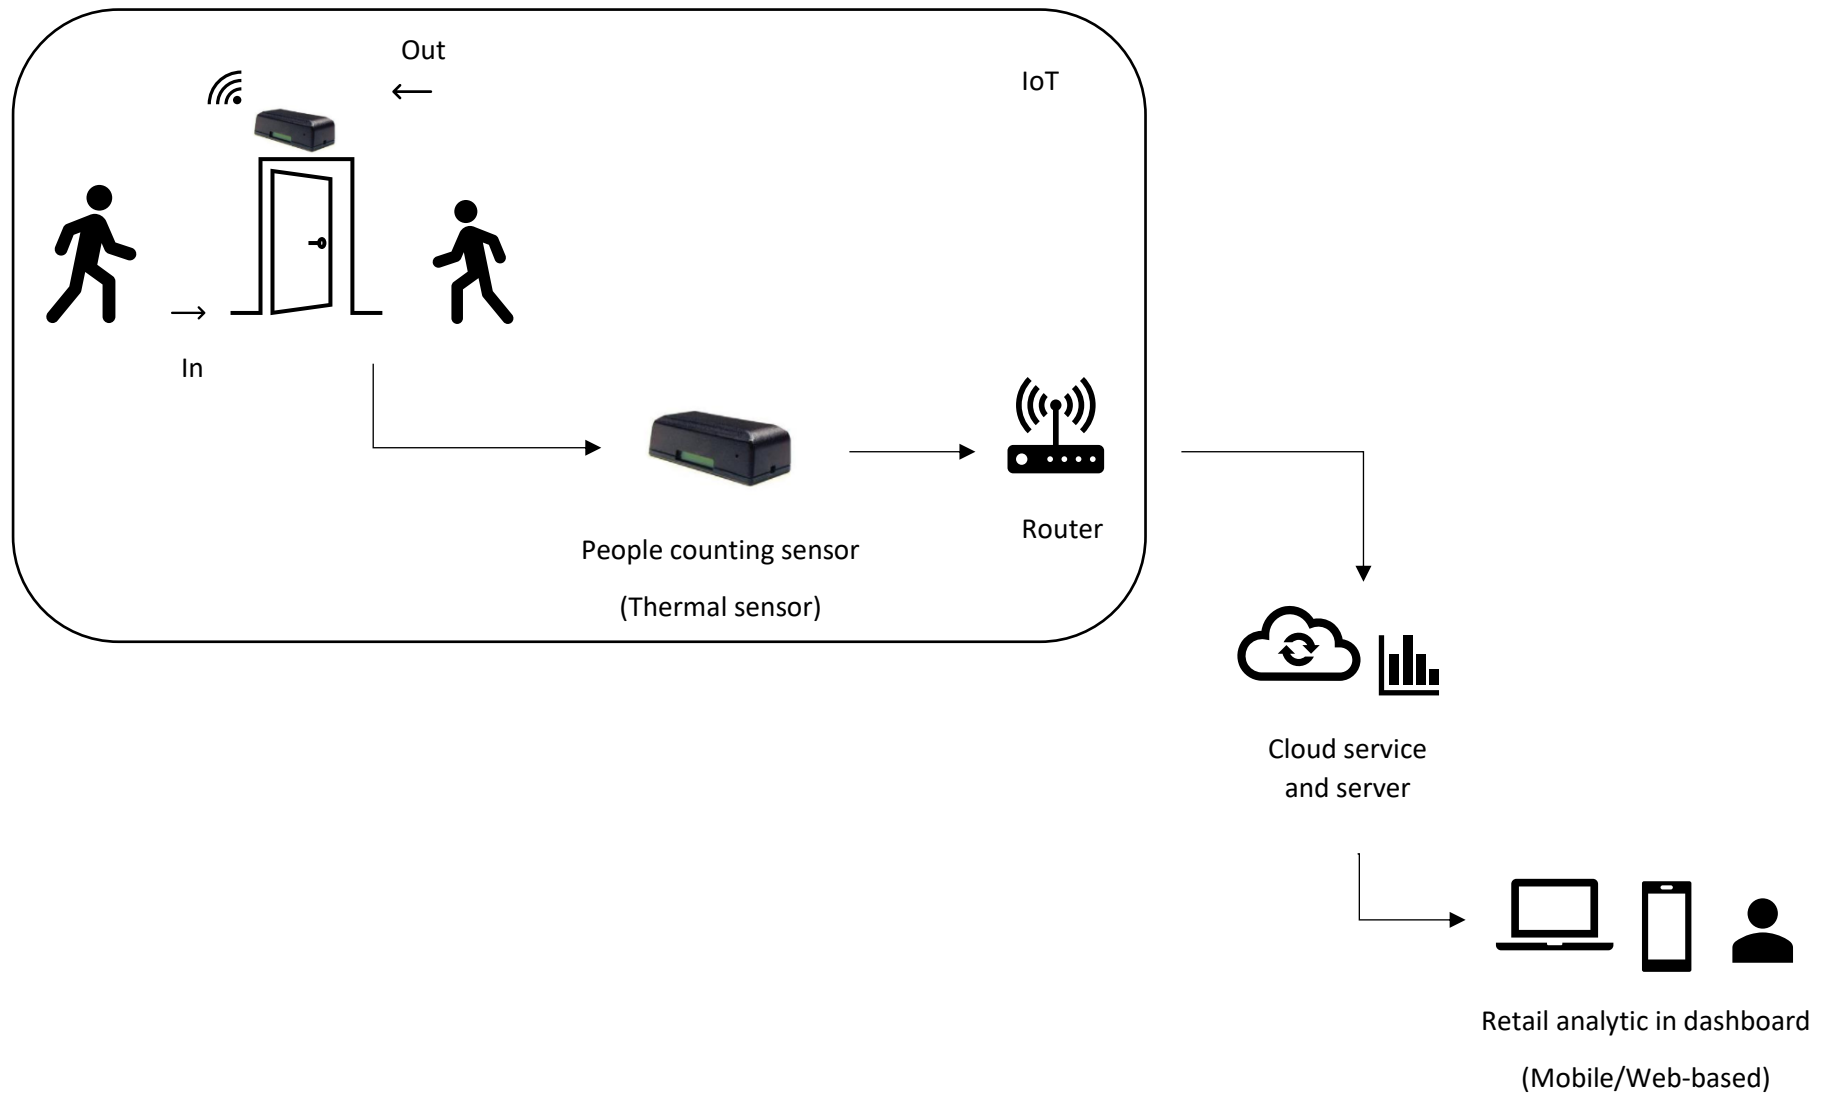 Out
IoT
In
Router
People counting sensor
(Thermal sensor)
Cloud service
and server
Retail analytic in dashboard
(Mobile/Web-based)